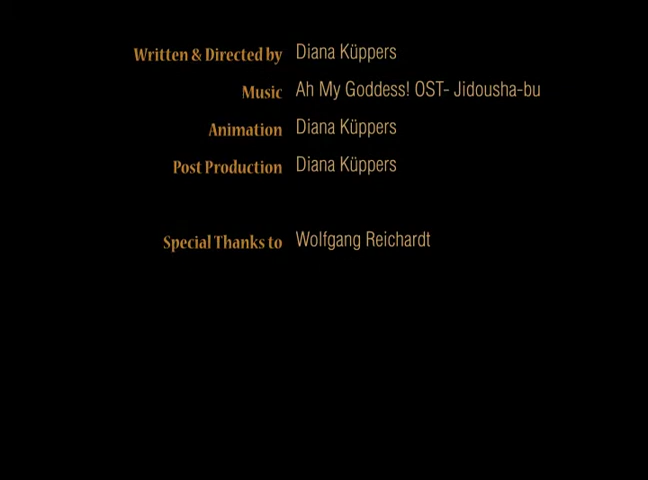 Written & Directed by Diana Küppers
Music Ah My Goddess! OST- Jidousha-bu
Animation Diana Küppers
Post Production Diana Küppers
Special Thanks to Wolfgang Reichardt